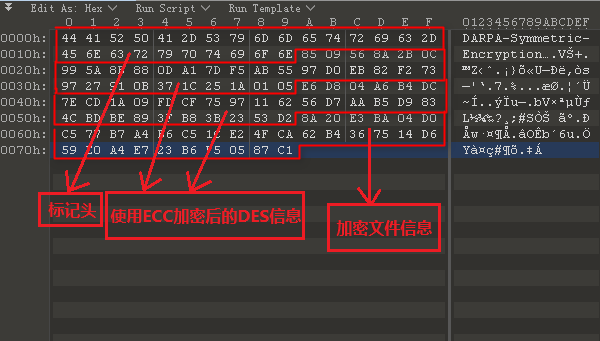 Edit As: Hex Run Script Run Template
0 1 2 3 4 5 6 7 8 9 A B C D E F 0123456789ABCDEF
0000h: 44 41 52 50 41 2D 53 79 6D 6D 65 74 72 69 63 2D DARPA-Symmetric-
0010h: 45 6E 63 72 79 70 74 69 6F 6E 85 09 56 8A 2B 0C Encryption….VŠ+.
0020h: 99 5A 88 0D A1 7D F5 AB 55 97 D0 EB 82 F2 73 ™Z ˆ.¡}õ«U—Ðë‚òs
0030h: 97 27 91 0B 37 1C 25 1A 01 05 E6 D8 04 A6 B4 DC —'‘.7.%...æØ.¦´Ü
0040h: 7E CD 1A 09 FD CF 75 97 11 62 56 D7 AA B5 D9 83 ~Í..ýÏu—.bV×ªµÙƒ
0050h: 4C BD BE 89 3F B8 3B 23 53 D2 8A 20 E3 BA 04 D0 L½¾‰?¸;#SÒŠ ãº.Ð
0060h: C5 77 B7 A4 B6 C5 1C E2 4F CA 62 B4 36 75 14 D6 Åw·¤¶Å.âOÊb´6u.Ö
0070h: 59 E0 A4 E7 23 B6 F5 05 87 C1 Yà¤ç#¶õ.‡Á
标记头 使用ECC加密后的DES信息 加密文件信息